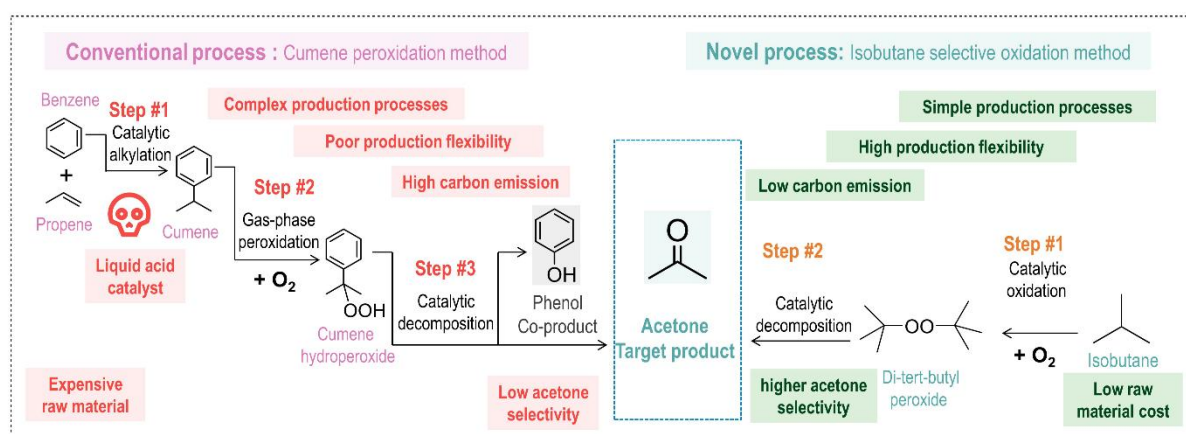 Conventional process : Cumene peroxidation method
Novel process: Isobutane selective oxidation method
Benzene
Step #1
Catalytic
alkylation
+
Propene
Cumene
Liquid acid
catalyst
Expensive
raw material
Complex production processes
Poor production flexibility
High carbon emission
Step #2
Gas-phase
peroxidation
+ O₂
OOH
Cumene
hydroperoxide
Step #3
Catalytic
decomposition
OH
Phenol
Co-product
Low acetone
selectivity
O
Acetone
Target product
Simple production processes
High production flexibility
Low carbon emission
Step #2
Catalytic
decomposition
higher acetone
selectivity
OO
Di-tert-butyl
peroxide
Step #1
Catalytic
oxidation
+ O₂
Isobutane
Low raw
material cost